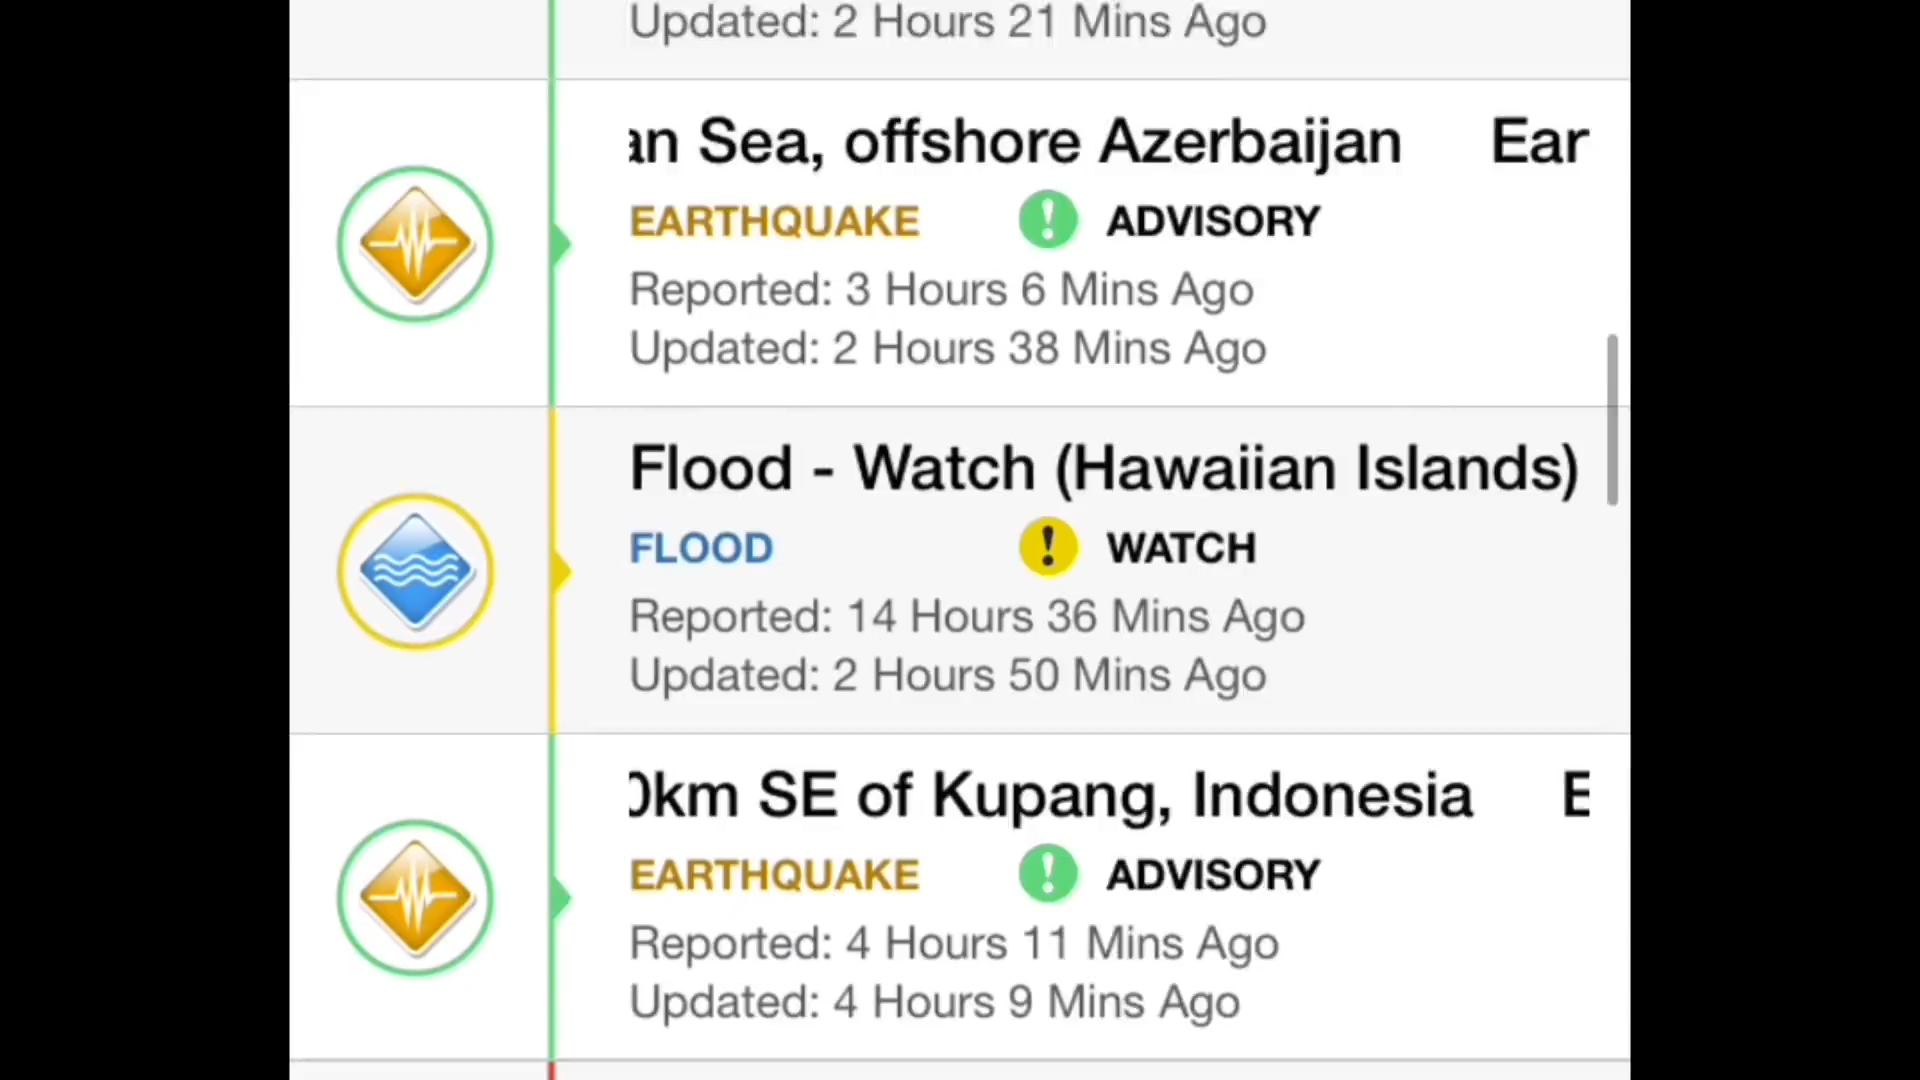 Updated: 2 Hours 21 Mins Ago
an Sea, offshore Azerbaijan Ear
EARTHQUAKE ! ADVISORY
Reported: 3 Hours 6 Mins Ago
Updated: 2 Hours 38 Mins Ago
Flood - Watch (Hawaiian Islands)
FLOOD ! WATCH
Reported: 14 Hours 36 Mins Ago
Updated: 2 Hours 50 Mins Ago
0km SE of Kupang, Indonesia E
EARTHQUAKE ! ADVISORY
Reported: 4 Hours 11 Mins Ago
Updated: 4 Hours 9 Mins Ago